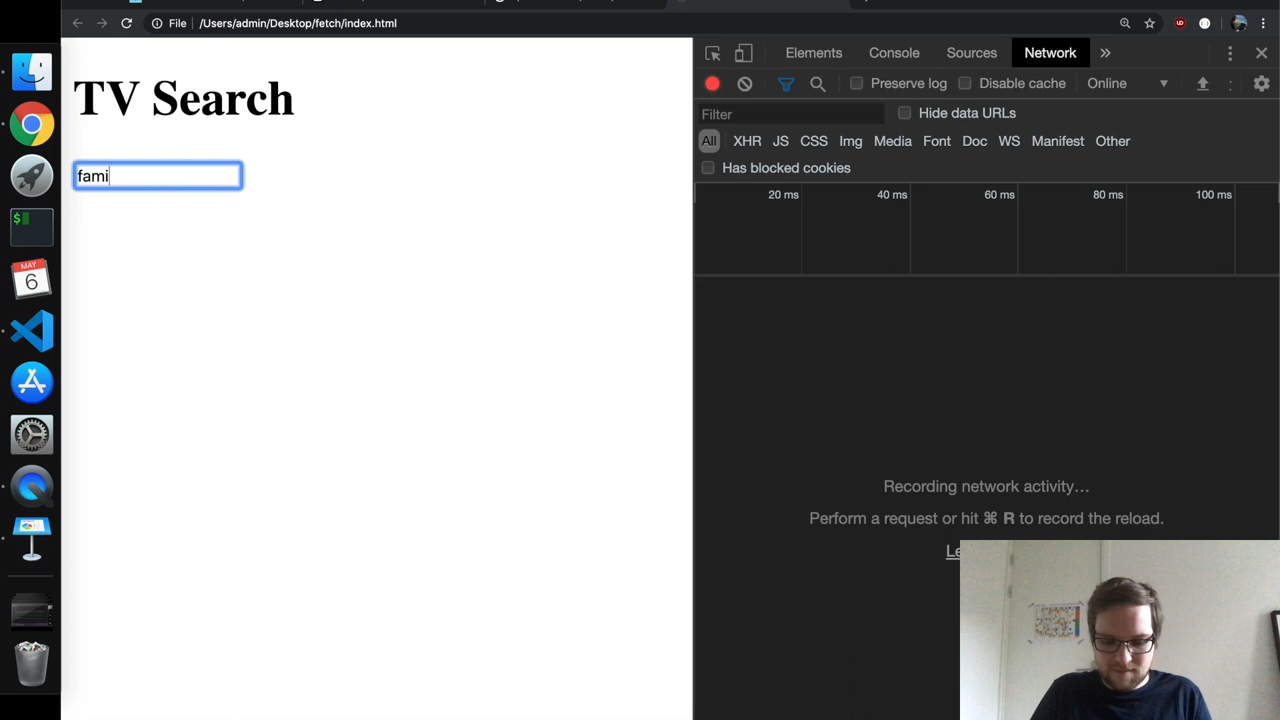 File
/Users/admin/Desktop/fetch/index.html
TV Search
fami
Elements
Console
Sources
Network
Preserve log
Disable cache
Online
Filter
Hide data URLs
All
XHR
JS
CSS
Img
Media
Font
Doc
WS
Manifest
Other
Has blocked cookies
20 ms
40 ms
60 ms
80 ms
100 ms
Recording network activity…
Perform a request or hit ⌘ R to record the reload.
$
MAY
6